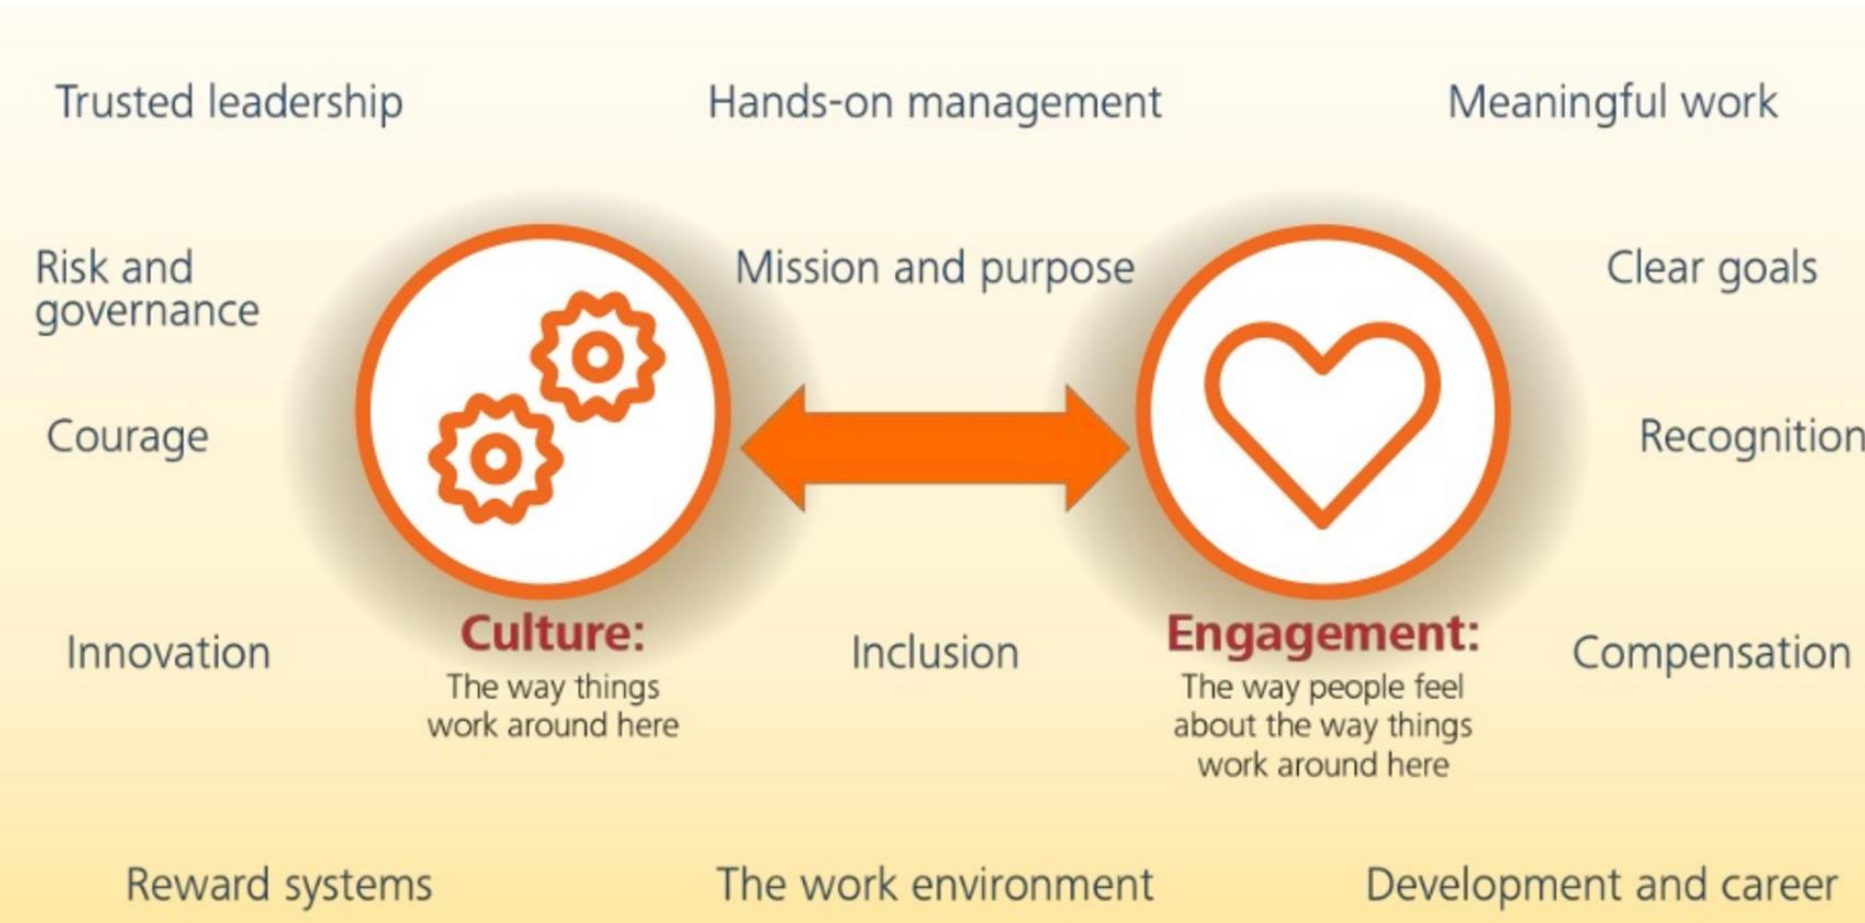 Trusted leadership
Hands-on management
Meaningful work
Risk and
governance
Mission and purpose
Clear goals
Courage
Recognition
Innovation
Culture:
The way things
work around here
Inclusion
Engagement:
The way people feel
about the way things
work around here
Compensation
Reward systems
The work environment
Development and career